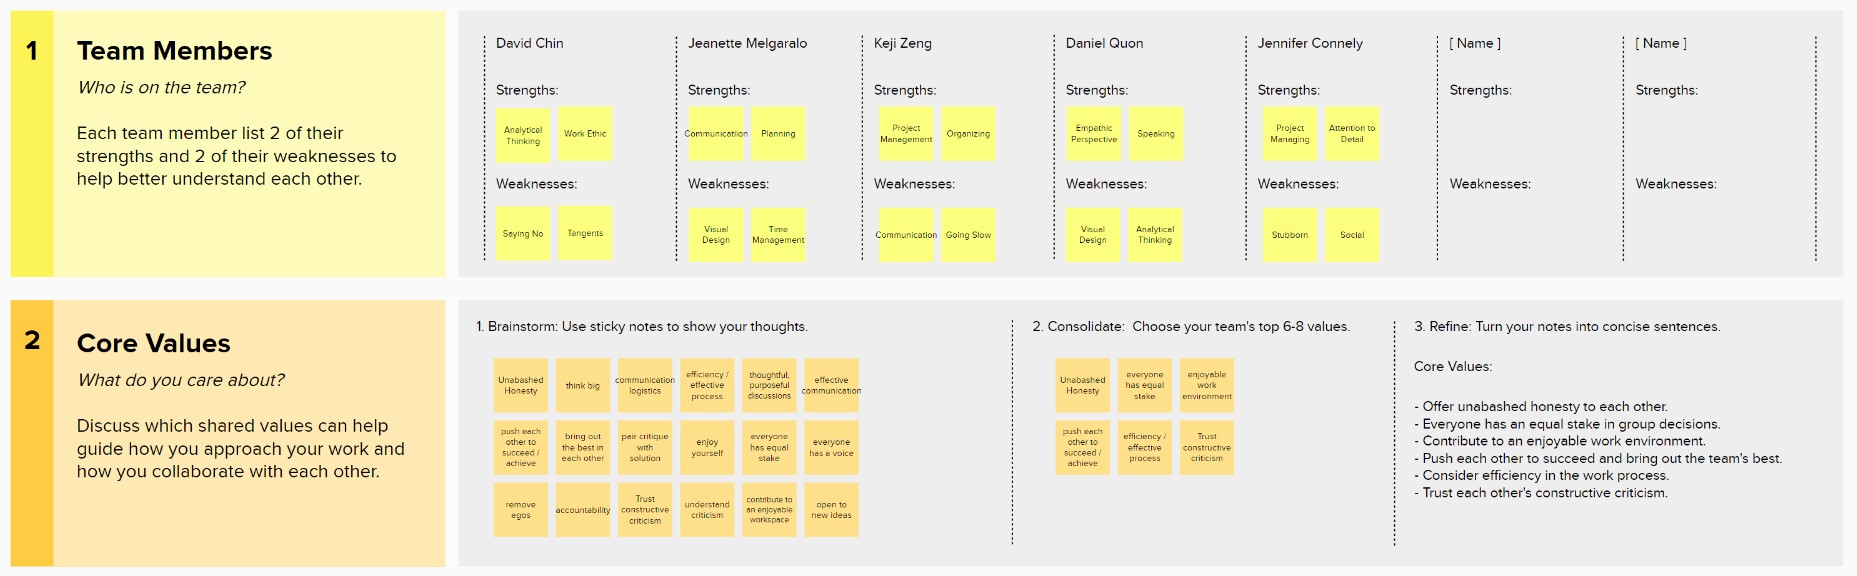 1
Team Members
Who is on the team?
Each team member list 2 of their
strengths and 2 of their weaknesses to
help better understand each other.
David Chin
Strengths:
Analytical
Thinking
Work Ethic
Weaknesses:
Saying No
Tangents
Jeanette Melgaralo
Strengths:
Communication
Planning
Weaknesses:
Visual
Design
Time
Management
Keji Zeng
Strengths:
Project
Management
Organizing
Weaknesses:
Communication
Going Slow
Daniel Quon
Strengths:
Empathic
Perspective
Speaking
Weaknesses:
Visual
Design
Analytical
Thinking
Jennifer Connely
Strengths:
Project
Managing
Attention to
Detail
Weaknesses:
Stubborn
Social
[ Name ]
Strengths:
Weaknesses:
[ Name ]
Strengths:
Weaknesses:
2
Core Values
What do you care about?
Discuss which shared values can help
guide how you approach your work and
how you collaborate with each other.
1. Brainstorm: Use sticky notes to show your thoughts.
Unabashed
Honesty
think big
communication
logistics
efficiency /
effective
process
thoughtful,
purposeful
discussions
effective
communication
push each
other to
succeed /
achieve
bring out
the best in
each other
pair critique
with
solution
enjoy
yourself
everyone
has equal
stake
everyone
has a voice
remove
egos
accountability
Trust
constructive
criticism
understand
criticism
contribute to
an enjoyable
workspace
open to
new ideas
2. Consolidate: Choose your team's top 6-8 values.
Unabashed
Honesty
everyone
has equal
stake
enjoyable
work
environment
push each
other to
succeed /
achieve
efficiency /
effective
process
Trust
constructive
criticism
3. Refine: Turn your notes into concise sentences.
Core Values:
- Offer unabashed honesty to each other.
- Everyone has an equal stake in group decisions.
- Contribute to an enjoyable work environment.
- Push each other to succeed and bring out the team's best.
- Consider efficiency in the work process.
- Trust each other's constructive criticism.